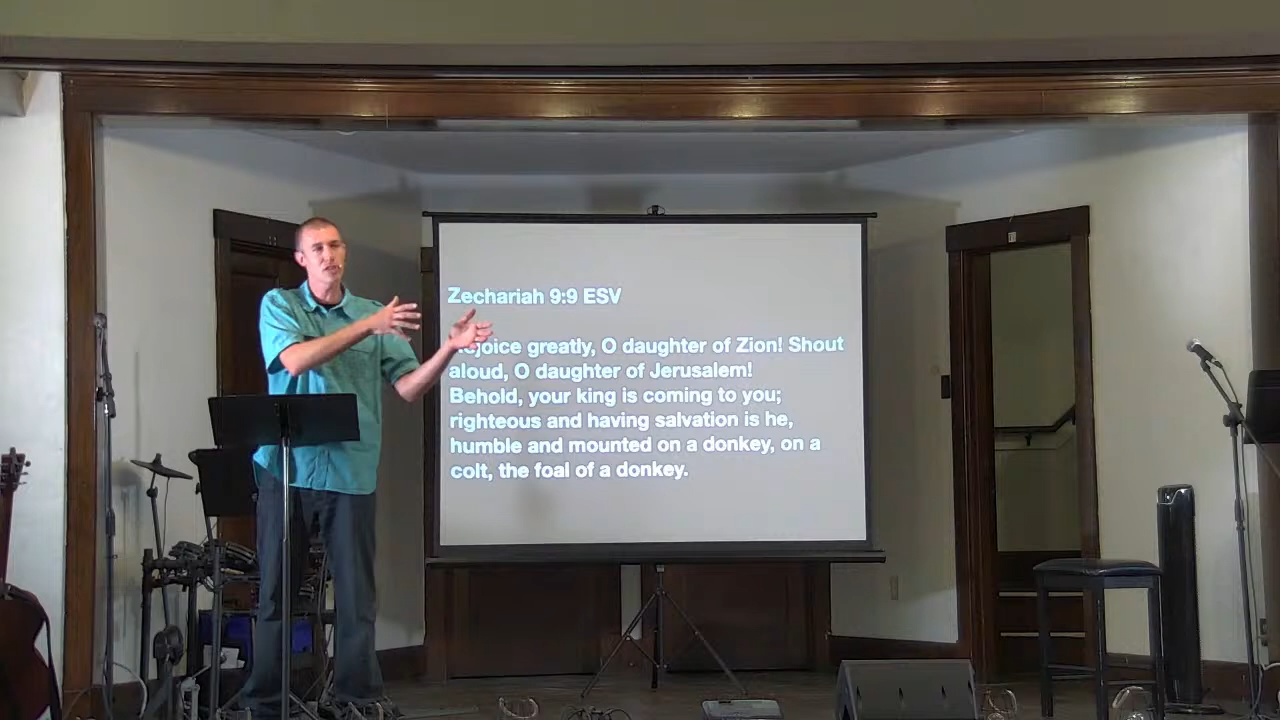 Zechariah 9:9 ESV
Rejoice greatly, O daughter of Zion! Shout
aloud, O daughter of Jerusalem!
Behold, your king is coming to you;
righteous and having salvation is he,
humble and mounted on a donkey, on a
colt, the foal of a donkey.